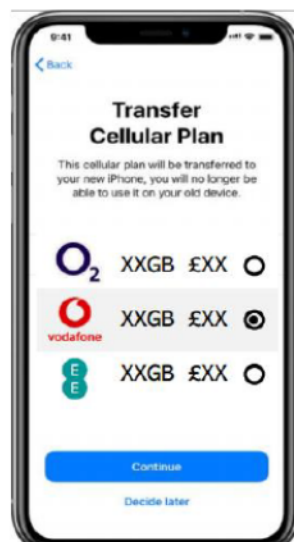 9:41
Back
Transfer
Cellular Plan
This cellular plan will be transferred to
your new iPhone, you will no longer be
able to use it on your old device.
O2 XXGB £XX
vodafone XXGB £XX
EE XXGB £XX
Continue
Decide later